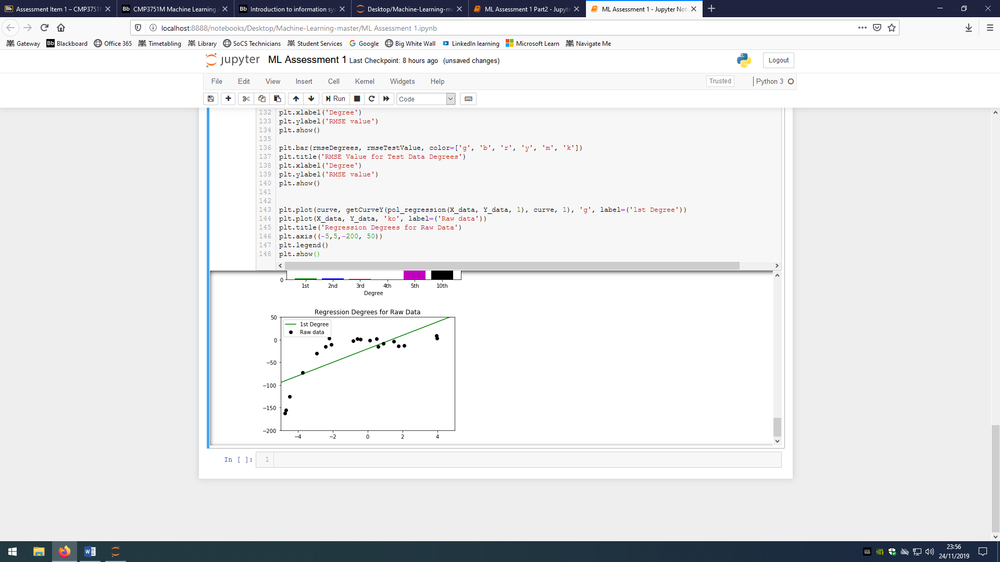 Assessment Item 1 – CMP3751
CMP3751M Machine Learning
Introduction to information sys
Desktop/Machine-Learning-m
ML Assessment 1 Part2 - Jupyt
ML Assessment 1 - Jupyter Not
localhost:8888/notebooks/Desktop/Machine-Learning-master/ML Assessment 1.ipynb
Gateway
Bb Blackboard
Office 365
Timetabling
Library
SoCS Technicians
Student Services
Google
Big White Wall
LinkedIn learning
Microsoft Learn
Navigate Me
jupyter ML Assessment 1 Last Checkpoint: 8 hours ago (unsaved changes)
Logout
File Edit View Insert Cell Kernel Widgets Help
Trusted
Python 3
Run
Code
132 plt.xlabel('Degree')
133 plt.ylabel('RMSE value')
134 plt.show()
135
136 plt.bar(rmseDegrees, rmseTestValue, color=['g', 'b', 'r', 'y', 'm', 'k'])
137 plt.title('RMSE Value for Test Data Degrees')
138 plt.xlabel('Degree')
139 plt.ylabel('RMSE value')
140 plt.show()
141
142
143 plt.plot(curve, getCurveY(pol_regression(X_data, Y_data, 1), curve, 1), 'g', label=('1st Degree'))
144 plt.plot(X_data, Y_data, 'ko', label=('Raw data'))
145 plt.title('Regression Degrees for Raw Data')
146 plt.axis((-5,5,-200, 50))
147 plt.legend()
148 plt.show()
0
1st 2nd 3rd 4th 5th 10th
Degree
Regression Degrees for Raw Data
1st Degree
Raw data
50
0
−50
−100
−150
−200
−4 −2 0 2 4
In [ ]: 1
23:56
24/11/2019